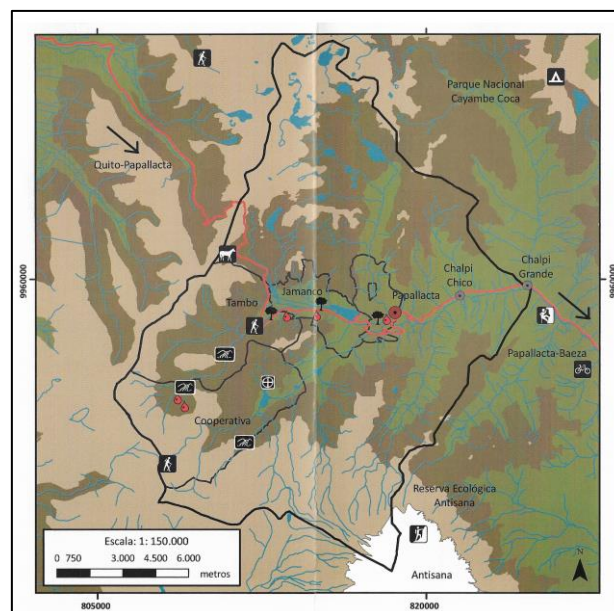 Parque Nacional
Cayambe Coca
Quito-Papallacta
9960000
9960000
Chalpi
Grande
Chalpi
Chico
Jamanco
Tambo
Papallacta
Papallacta-Baeza
Cooperativa
Reserva Ecológica
Antisana
Escala: 1: 150.000
0 750 3.000 4.500 6.000
metros
N
Antisana
805000
820000